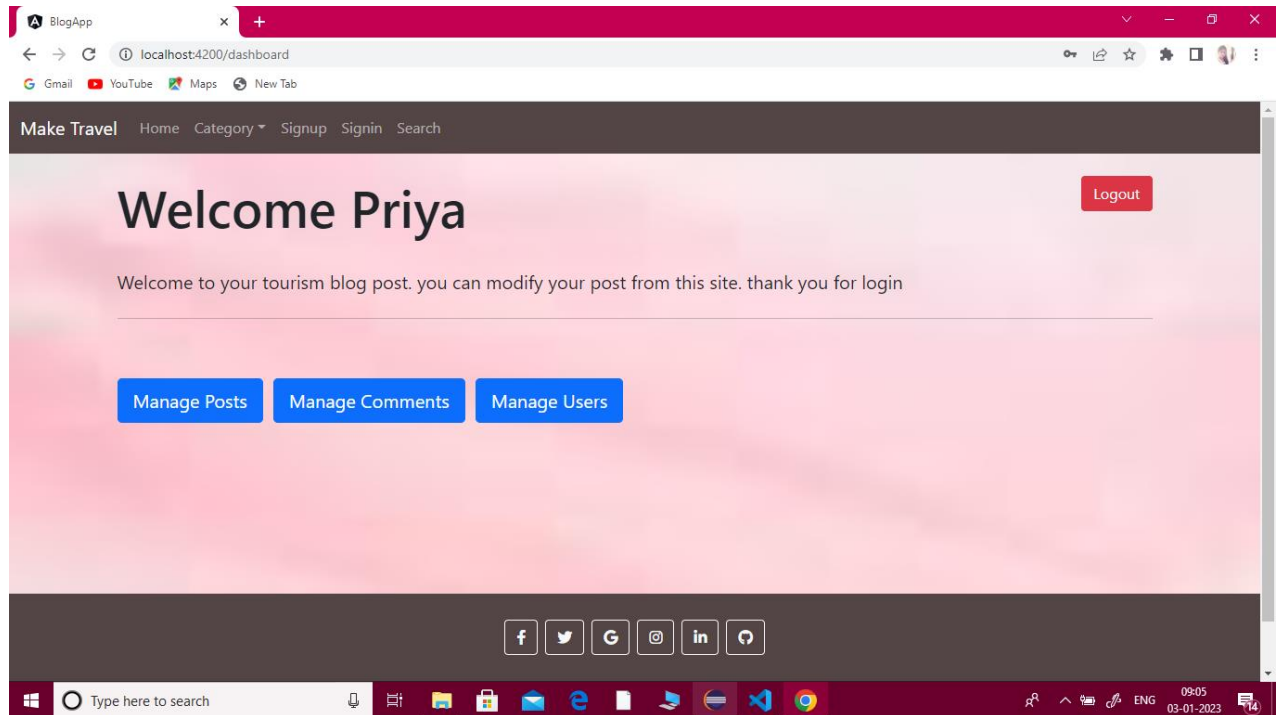 BlogApp
localhost:4200/dashboard
Gmail YouTube Maps New Tab
Make Travel Home Category Signup Signin Search
Welcome Priya
Logout
Welcome to your tourism blog post. you can modify your post from this site. thank you for login
Manage Posts Manage Comments Manage Users
f G in
Type here to search
ENG
09:05
03-01-2023
14